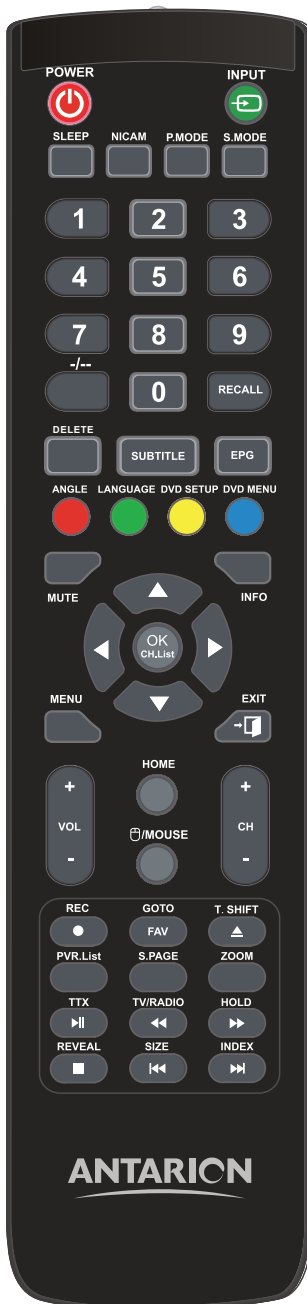 POWER INPUT
SLEEP NICAM P.MODE S.MODE
1 2 3
4 5 6
7 8 9
-/--
0 RECALL
DELETE
SUBTITLE EPG
ANGLE LANGUAGE DVD SETUP DVD MENU
MUTE INFO
OK
CH.List
MENU EXIT
HOME
+ +
VOL CH
/MOUSE
- -
REC GOTO T. SHIFT
FAV
PVR.List S.PAGE ZOOM
TTX TV/RADIO HOLD
REVEAL SIZE INDEX
ANTARION